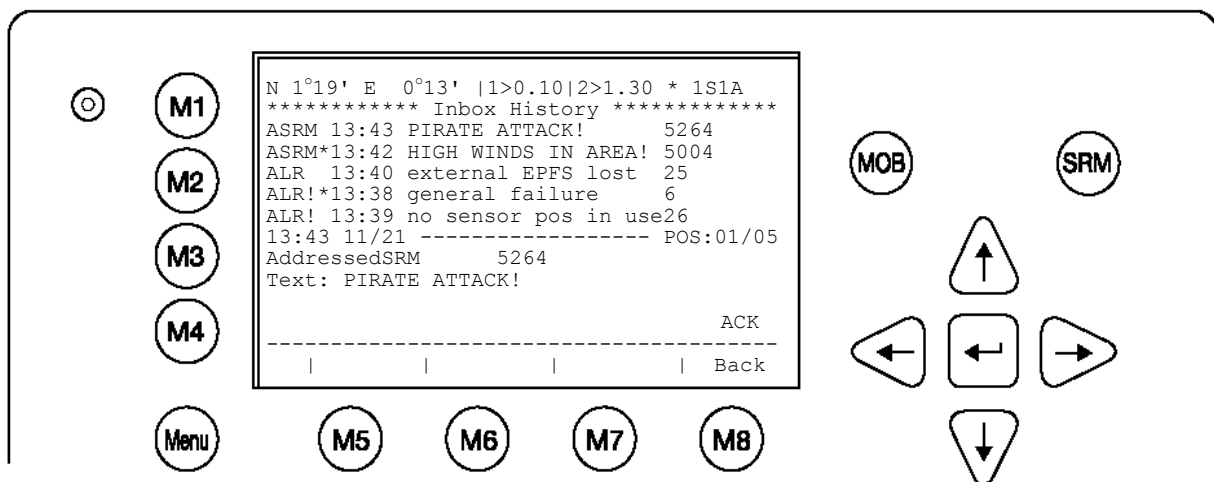 N 1°19' E  0°13' |1>0.10|2>1.30 * 1S1A
************ Inbox History *************
ASRM 13:43 PIRATE ATTACK!      5264
ASRM*13:42 HIGH WINDS IN AREA! 5004
ALR  13:40 external EPFS lost  25
ALR!*13:38 general failure     6
ALR! 13:39 no sensor pos in use26
13:43 11/21 ------------------ POS:01/05
AddressedSRM      5264
Text: PIRATE ATTACK!
ACK
----------------------------------------
|        |         |         |  Back
M1
M2
M3
M4
Menu
M5
M6
M7
M8
MOB
SRM